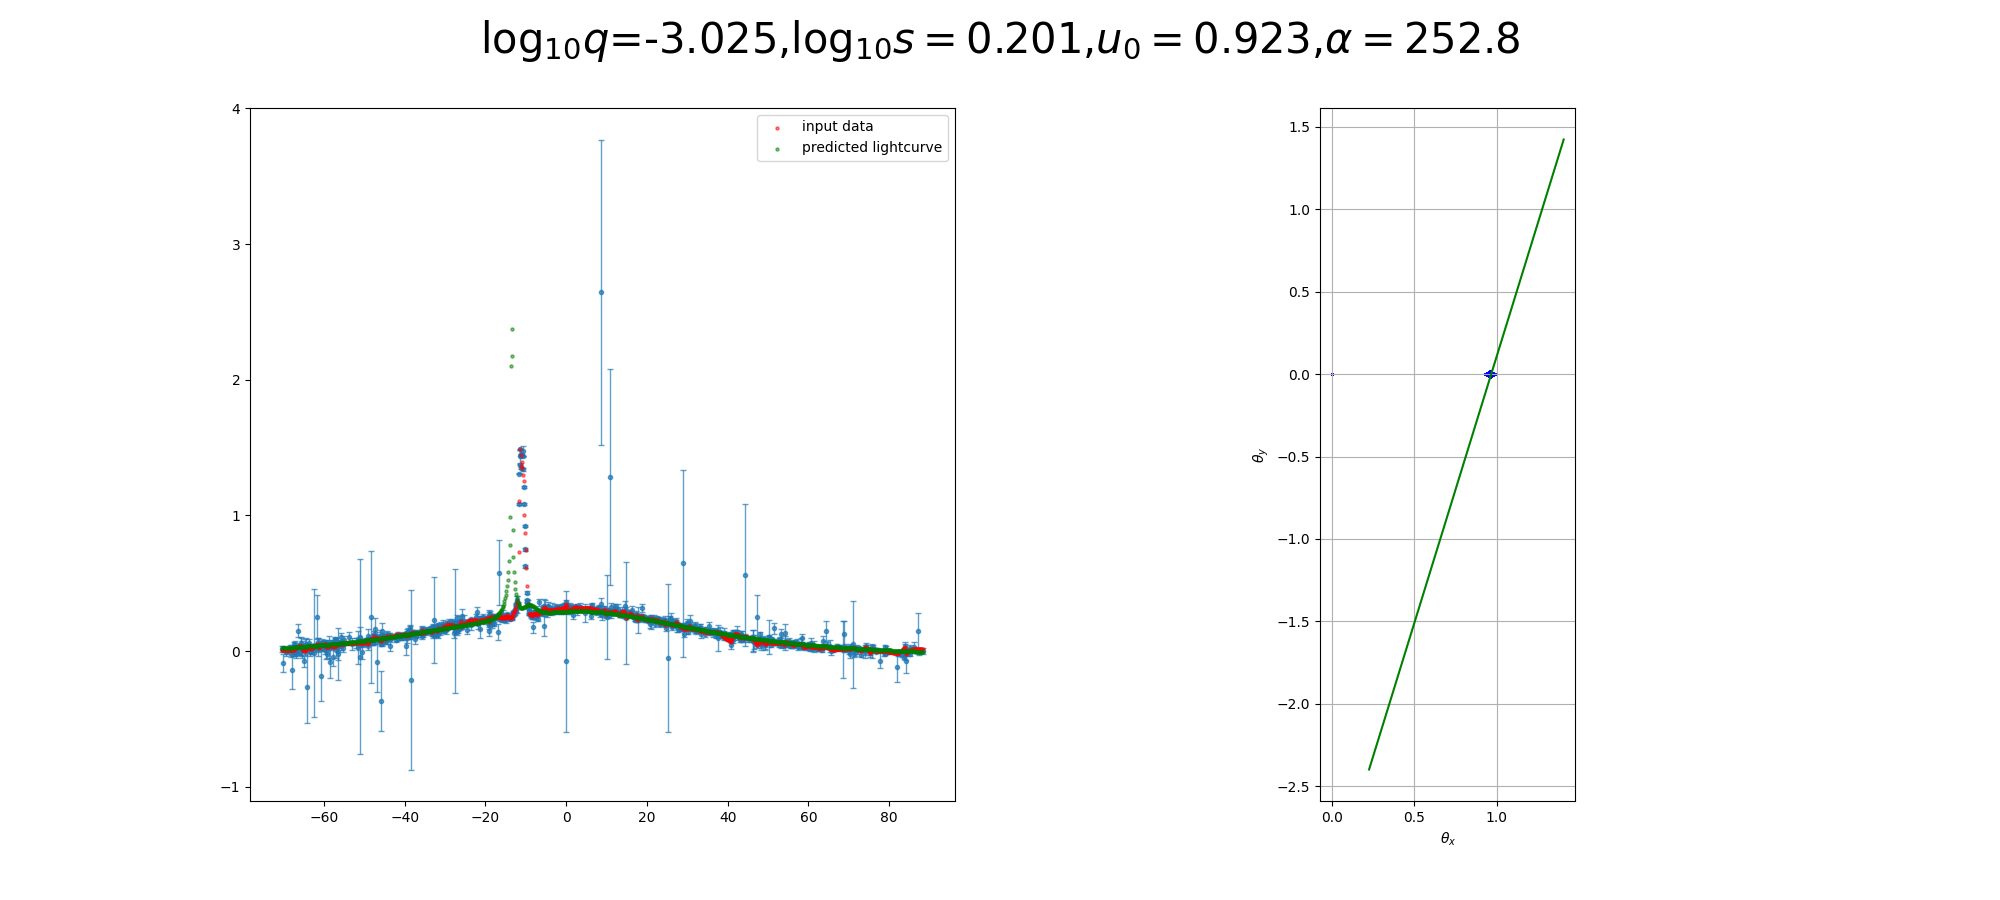 log₁₀q=-3.025,log₁₀s = 0.201,u₀ = 0.923,α = 252.8
4
3
2
1
0
−1
−60 −40 −20 0 20 40 60 80
input data
predicted lightcurve
1.5
1.0
0.5
0.0
−0.5
−1.0
−1.5
−2.0
−2.5
θy
0.0 0.5 1.0
θx